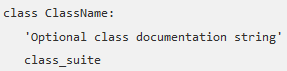 class ClassName:
   'Optional class documentation string'
   class_suite